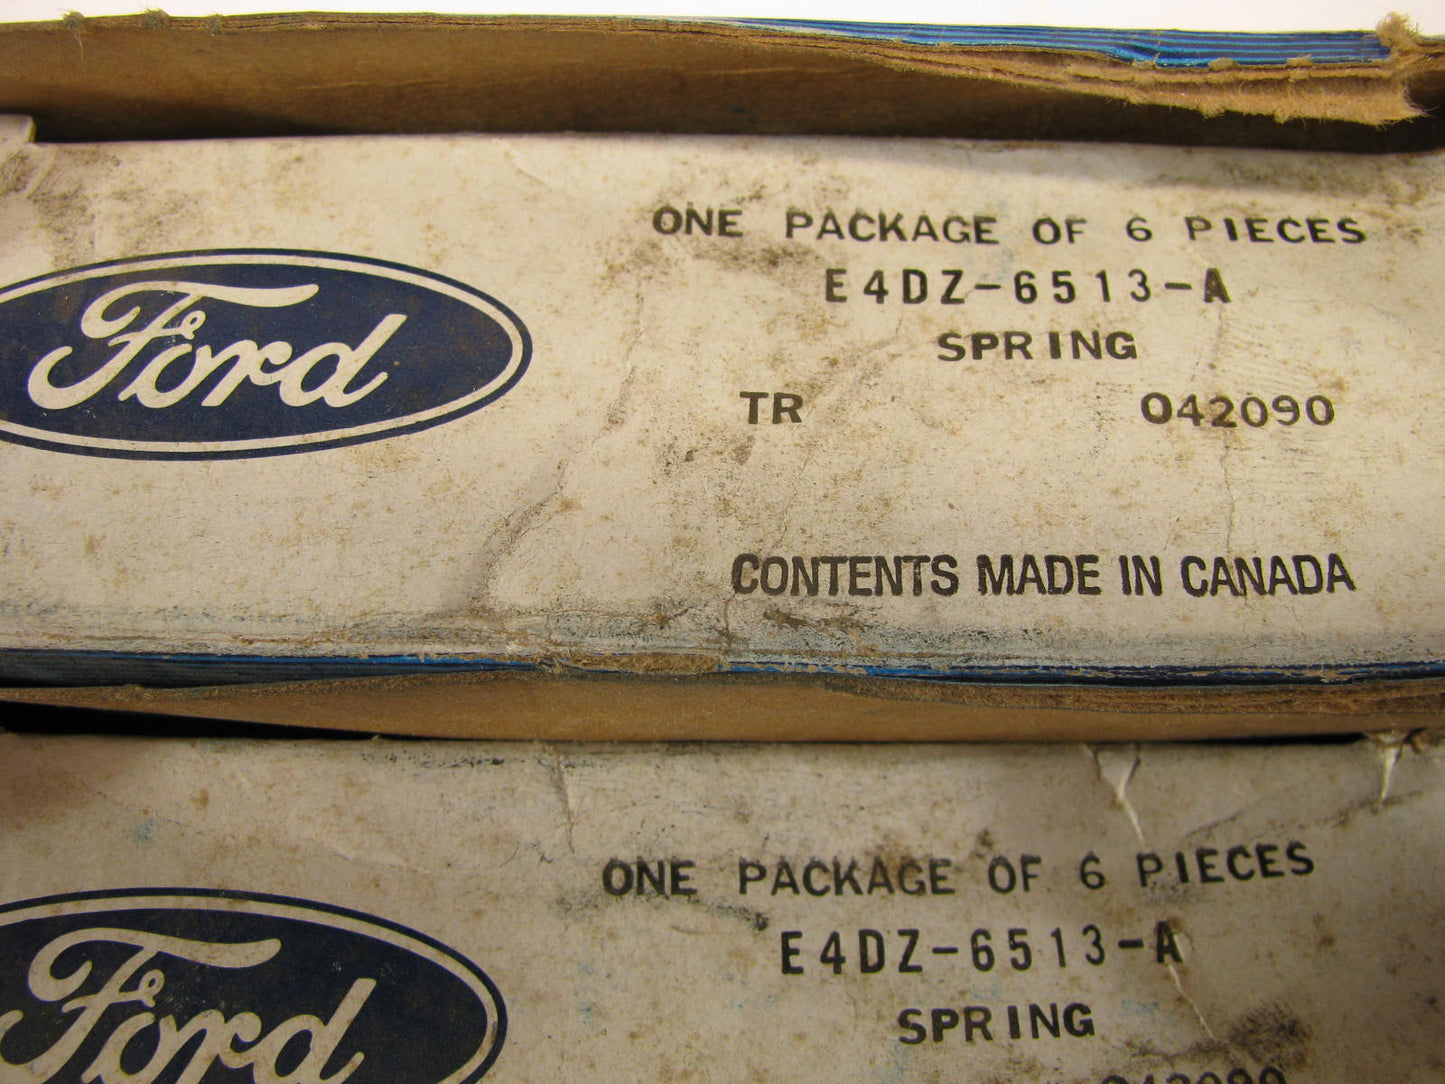 Ford
ONE PACKAGE OF 6 PIECES
E4DZ-6513-A
SPRING
TR 042090
CONTENTS MADE IN CANADA
Ford
ONE PACKAGE OF 6 PIECES
E4DZ-6513-A
SPRING
042090